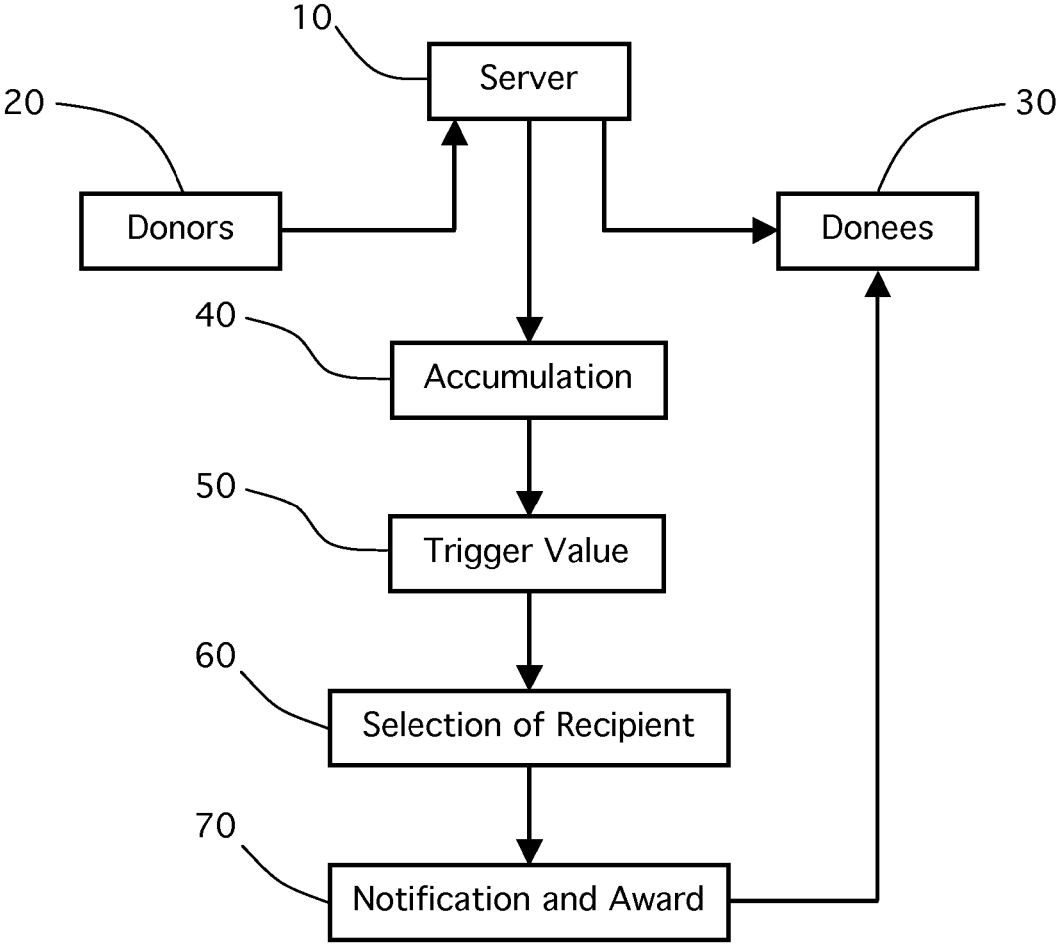 10
Server
20
30
Donors
Donees
40
Accumulation
50
Trigger Value
60
Selection of Recipient
70
Notification and Award